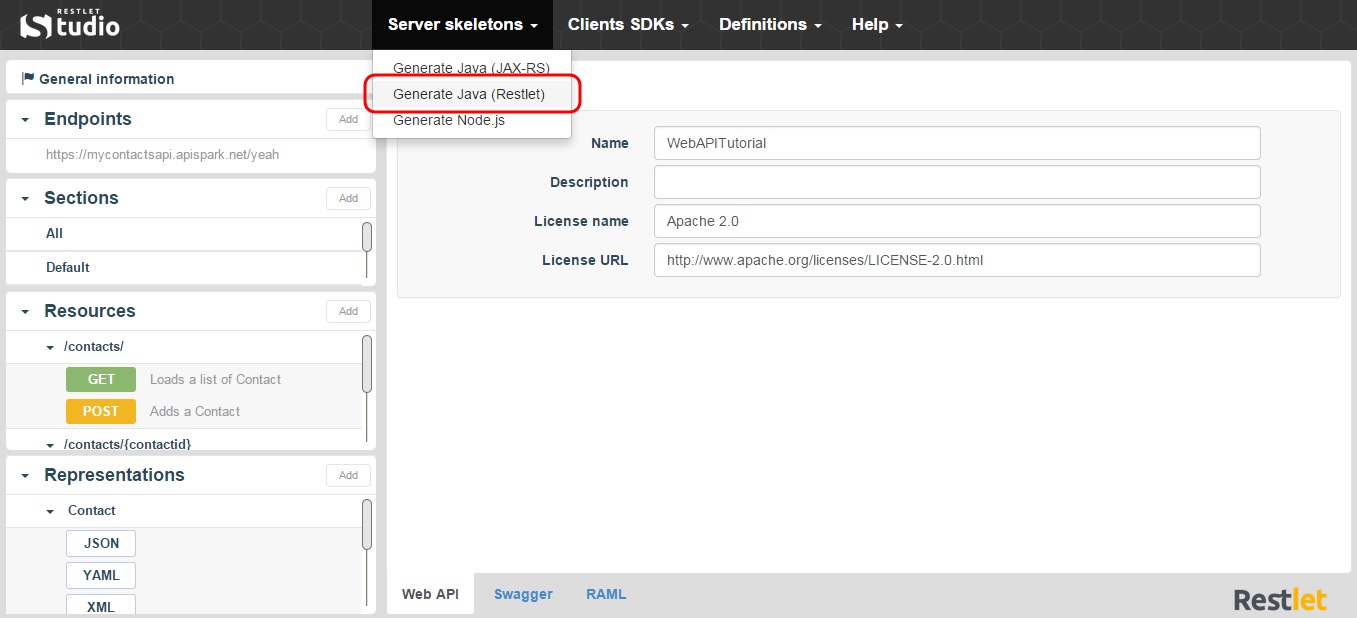 RESTLET
Studio
Server skeletons
Clients SDKs
Definitions
Help
Generate Java (JAX-RS)
Generate Java (Restlet)
Generate Node.js
General information
Endpoints
Add
https://mycontactsapi.apispark.net/yeah
Sections
Add
All
Default
Resources
Add
/contacts/
GET Loads a list of Contact
POST Adds a Contact
/contacts/{contactid}
Representations
Add
Contact
JSON
YAML
XML
Name WebAPITutorial
Description
License name Apache 2.0
License URL http://www.apache.org/licenses/LICENSE-2.0.html
Web API
Swagger
RAML
Restlet